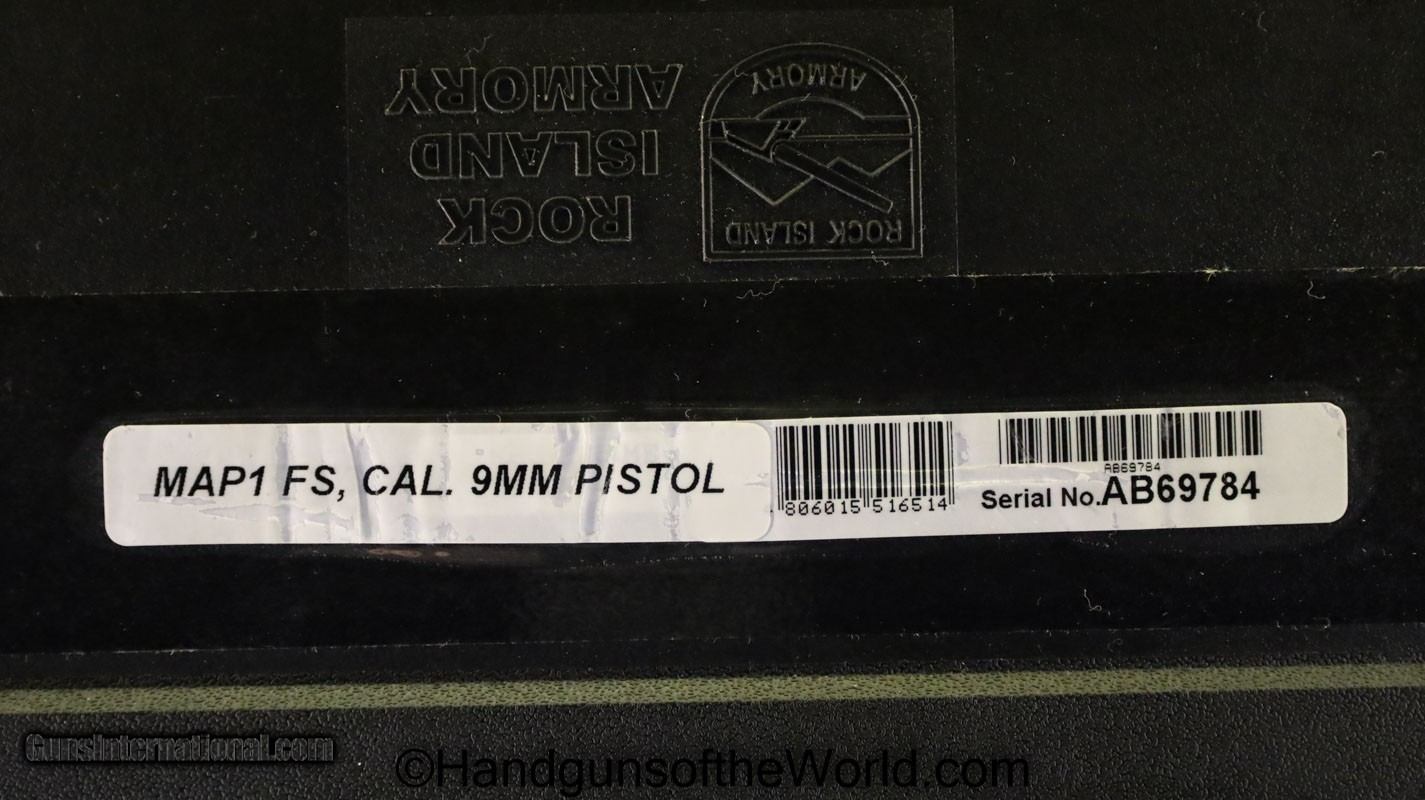 ROCK
ISLAND
ARMORY
ROCK ISLAND
ARMORY
MAP1 FS, CAL. 9MM PISTOL
806015 516514
AB69784
Serial No.AB69784
GunsInternational.com
©HandgunsoftheWorld.com